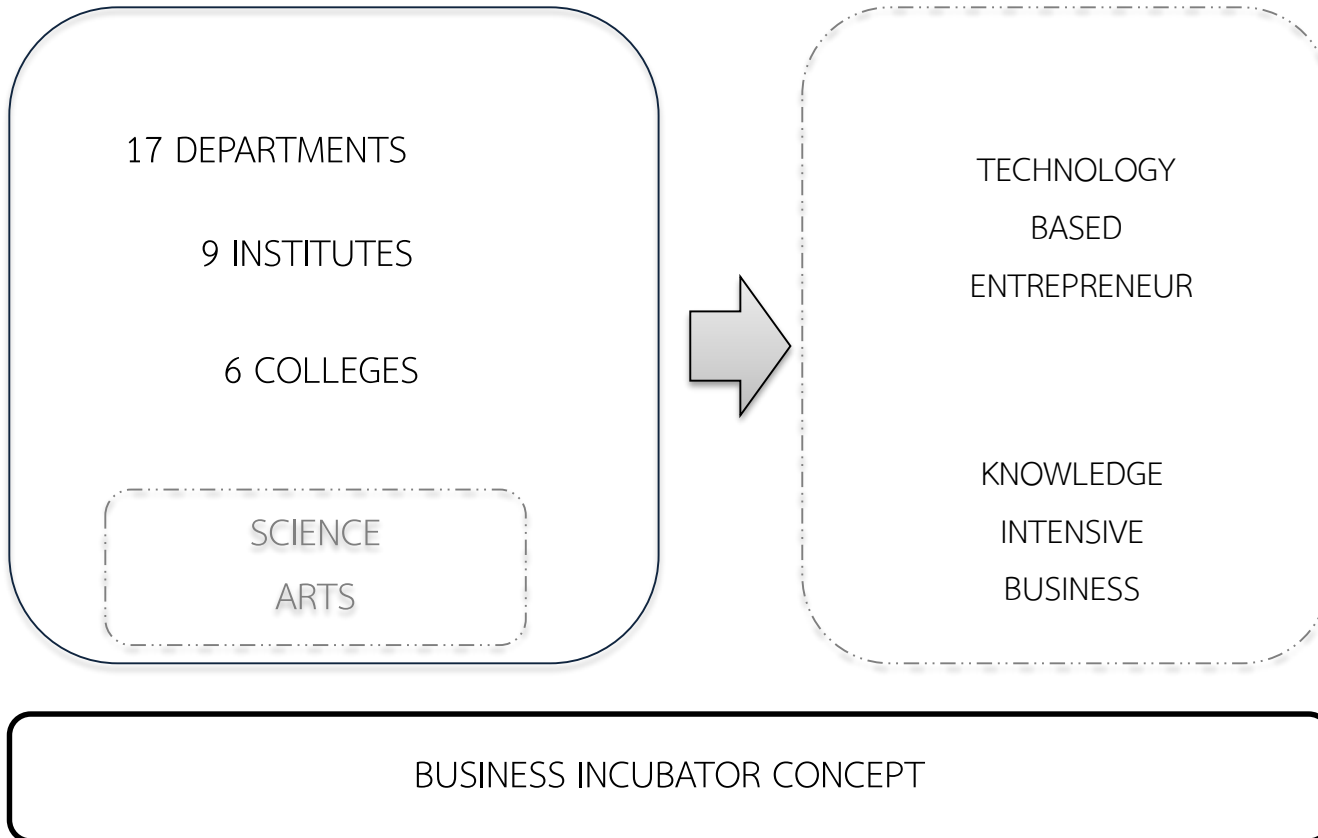 17 DEPARTMENTS
9 INSTITUTES
6 COLLEGES
SCIENCE
ARTS
TECHNOLOGY
BASED
ENTREPRENEUR
KNOWLEDGE
INTENSIVE
BUSINESS
BUSINESS INCUBATOR CONCEPT